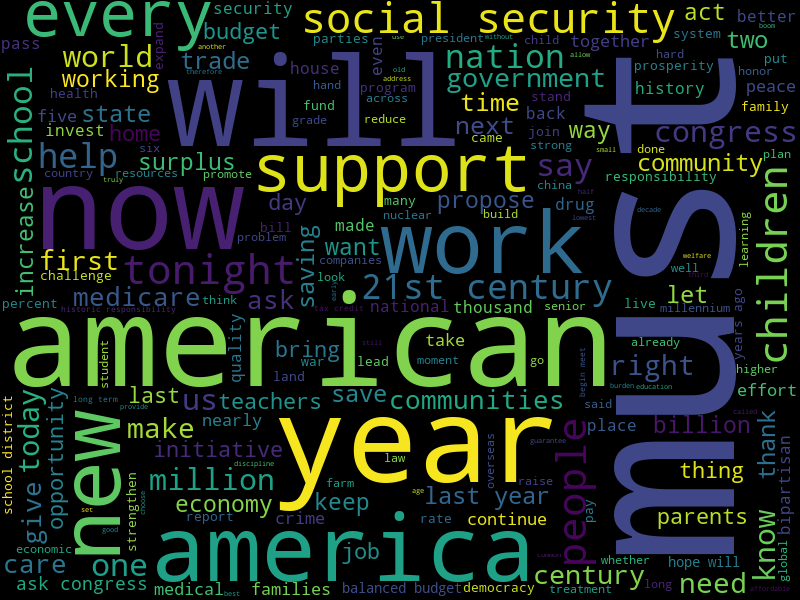 every
social security
security
act
better
pass
expand
another
use
without
boom
budget
parties
president
child
together
system
put
world
will
even
allow
nation
two
hard
prosperity
working
trade
therefore
house
old
program
address
government
must
history
honor
peace
health
hand
across
school
five
state
fund
time
stand
family
invest
home
grade
reduce
next
back
join
way
congress
came
help
surplus
support
strong
small
done
say
community
plan
six
country
resources
promote
china
half
responsibility
truly
now
day
many
propose
drug
lowest
children
increase
bill
made
nuclear
build
decade
problem
want
work
learning
first
tonight
saving
companies
welfare
challenge
look
well
third
medicare
think
ask
early
21st century
let
percent
historic responsibility
tax credit
national
thousand
senior
live
millennium
years ago
american
quality
bring
still
take
already
student
war
lead
moment
go
begin meet
right
higher
land
burden
education
effort
long term
last
us
teachers
save
communities
said
school district
today
opportunity
new
provide
make
nearly
year
place
billion
called
thank
bipartisan
initiative
guarantee
give
discipline
law
overseas
people
thing
strengthen
choose
million
farm
raise
age
keep
last year
economy
set
report
crime
rate
continue
pay
parents
know
good
economic
america
job
whether
global
care
one
century
hope will
ask congress
medical
best
families
balanced budget
democracy
treatment
long
need
affordable